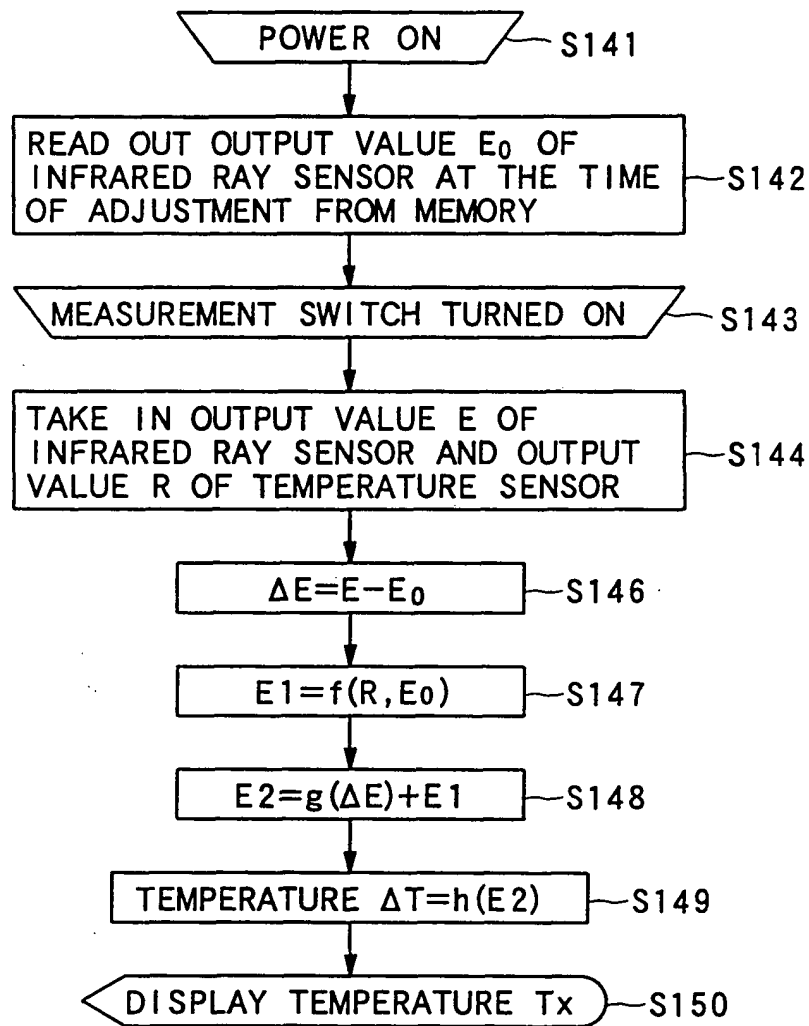 POWER ON
S141
READ OUT OUTPUT VALUE E₀ OF
INFRARED RAY SENSOR AT THE TIME
OF ADJUSTMENT FROM MEMORY
S142
MEASUREMENT SWITCH TURNED ON
S143
TAKE IN OUTPUT VALUE E OF
INFRARED RAY SENSOR AND OUTPUT
VALUE R OF TEMPERATURE SENSOR
S144
ΔE=E−E₀
S146
E1=f(R,E₀)
S147
E2=g(ΔE)+E1
S148
TEMPERATURE ΔT=h(E2)
S149
DISPLAY TEMPERATURE Tx
S150